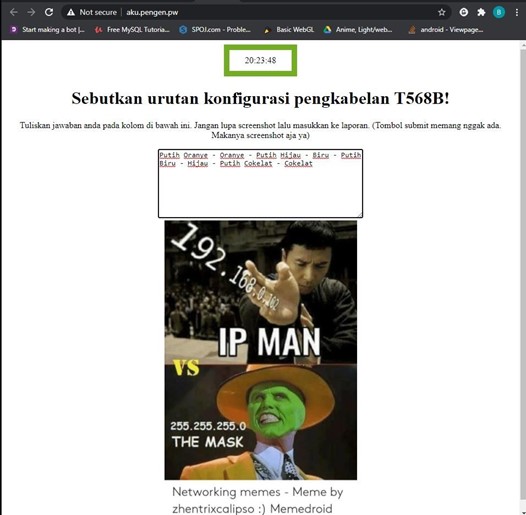 Not secure | aku.pengen.pw
Start making a bot |...
Free MySQL Tutoria...
SPOJ.com - Proble...
Basic WebGL
Anime, Light/web...
android - Viewpage...
20:23:48
Sebutkan urutan konfigurasi pengkabelan T568B!
Tuliskan jawaban anda pada kolom di bawah ini. Jangan lupa screenshot lalu masukkan ke laporan. (Tombol submit memang nggak ada.
Makanya screenshot aja ya)
Putih Oranye - Oranye - Putih Hijau - Biru - Putih
Biru - Hijau - Putih Cokelat - Cokelat
192.168.0.102
IP MAN
VS
255.255.255.0
THE MASK
Networking memes - Meme by
zhentrixcalipso :) Memedroid